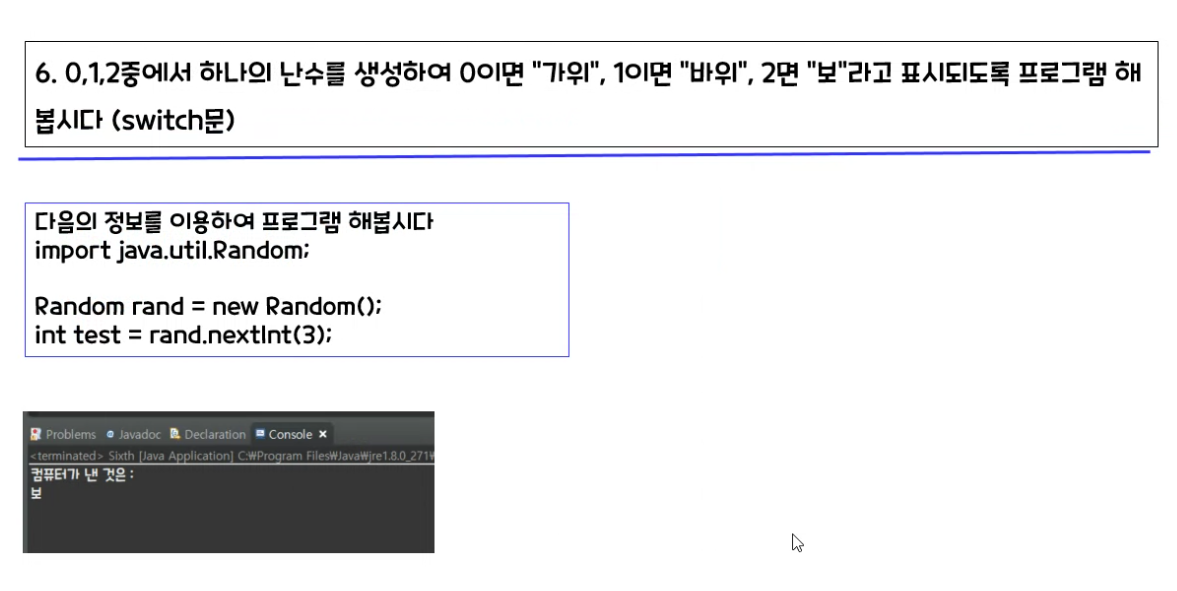 6. 0,1,2중에서 하나의 난수를 생성하여 0이면 "가위", 1이면 "바위", 2면 "보"라고 표시되도록 프로그램 해
봅시다 (switch문)
다음의 정보를 이용하여 프로그램 해봅시다
import java.util.Random;
Random rand = new Random();
int test = rand.nextInt(3);
Problems Javadoc Declaration Console
<terminated> Sixth [Java Application] C:₩Program Files₩Java₩jre1.8.0_271₩
컴퓨터가 낸 것은 :
보